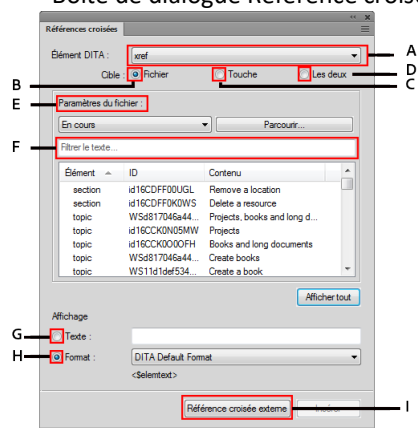 Boîte de dialogue Référence crois
Références croisées
Élément DITA : xref A
Cible : Fichier Touche Les deux D
B C
E Paramètres du fichier :
En cours Parcourir...
F Filtrer le texte...
Élément ID Contenu
section id16CDFF00UGL Remove a location
section id16CDFF0K0WS Delete a resource
topic WSd817046a44... Projects, books and long d...
topic id16CCK0N05MW Projects
topic id16CCK0O0OFH Books and long documents
topic WSd817046a44... Create books
topic WS11d1def534... Create a book
Afficher tout
Affichage
G Texte :
H Format : DITA Default Format
<$elemtext>
Référence croisée externe I